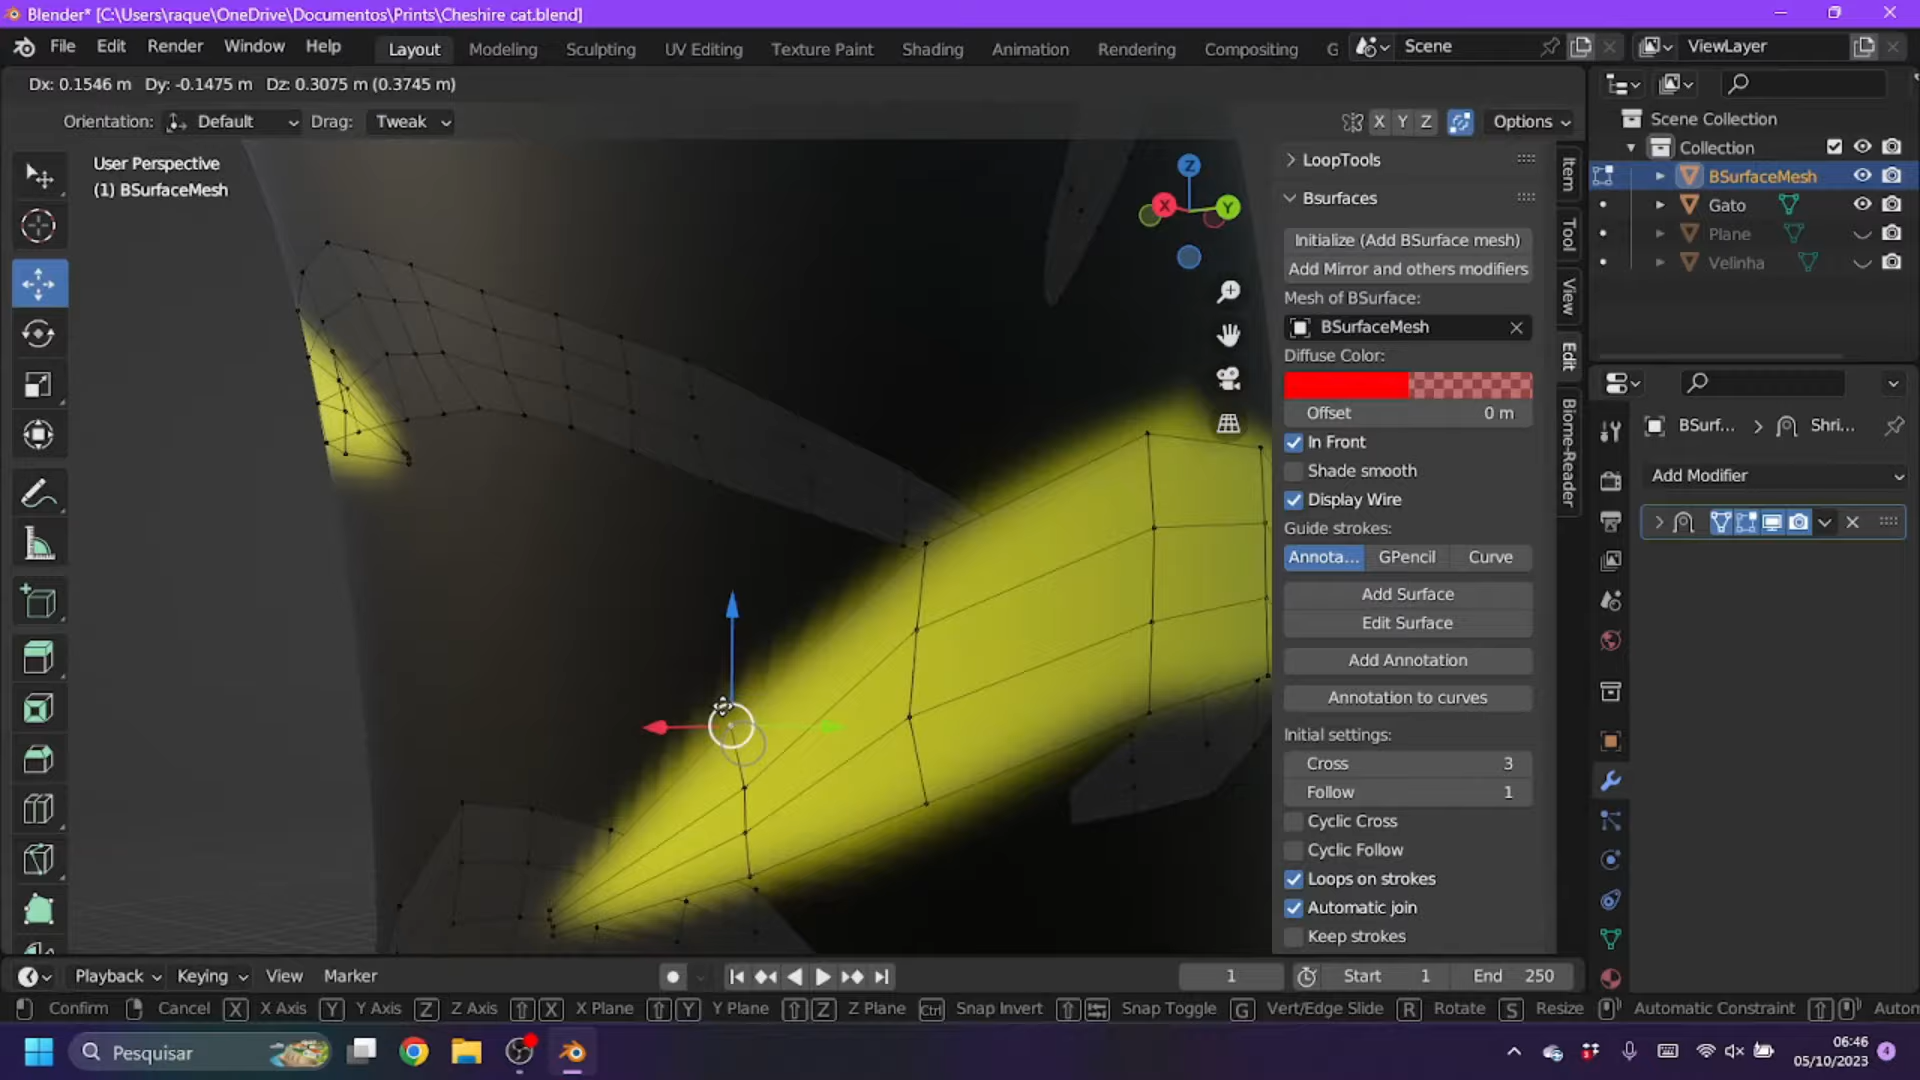 Blender* [C:\Users\raque\OneDrive\Documentos\Prints\Cheshire cat.blend]
File Edit Render Window Help Layout Modeling Sculpting UV Editing Texture Paint Shading Animation Rendering Compositing G Scene ViewLayer
Dx: 0.1546 m Dy: -0.1475 m Dz: 0.3075 m (0.3745 m)
Orientation: Default Drag: Tweak X Y Z Options
User Perspective
(1) BSurfaceMesh
Z
X Y
LoopTools
Bsurfaces
Initialize (Add BSurface mesh)
Add Mirror and others modifiers
Mesh of BSurface:
BSurfaceMesh
Diffuse Color:
Offset 0 m
In Front
Shade smooth
Display Wire
Guide strokes:
Annota... GPencil Curve
Add Surface
Edit Surface
Add Annotation
Annotation to curves
Initial settings:
Cross 3
Follow 1
Cyclic Cross
Cyclic Follow
Loops on strokes
Automatic join
Keep strokes
Item
Tool
View
Edit
Biome-Reader
Scene Collection
Collection
BSurfaceMesh
Gato
Plane
Velinha
BSurf... Shri...
Add Modifier
Playback Keying View Marker 1 Start 1 End 250
Confirm Cancel X X Axis Y Y Axis Z Z Axis X X Plane Y Y Plane Z Z Plane Ctrl Snap Invert Snap Toggle G Vert/Edge Slide R Rotate S Resize Automatic Constraint Autom
Pesquisar
06:46
05/10/2023
4